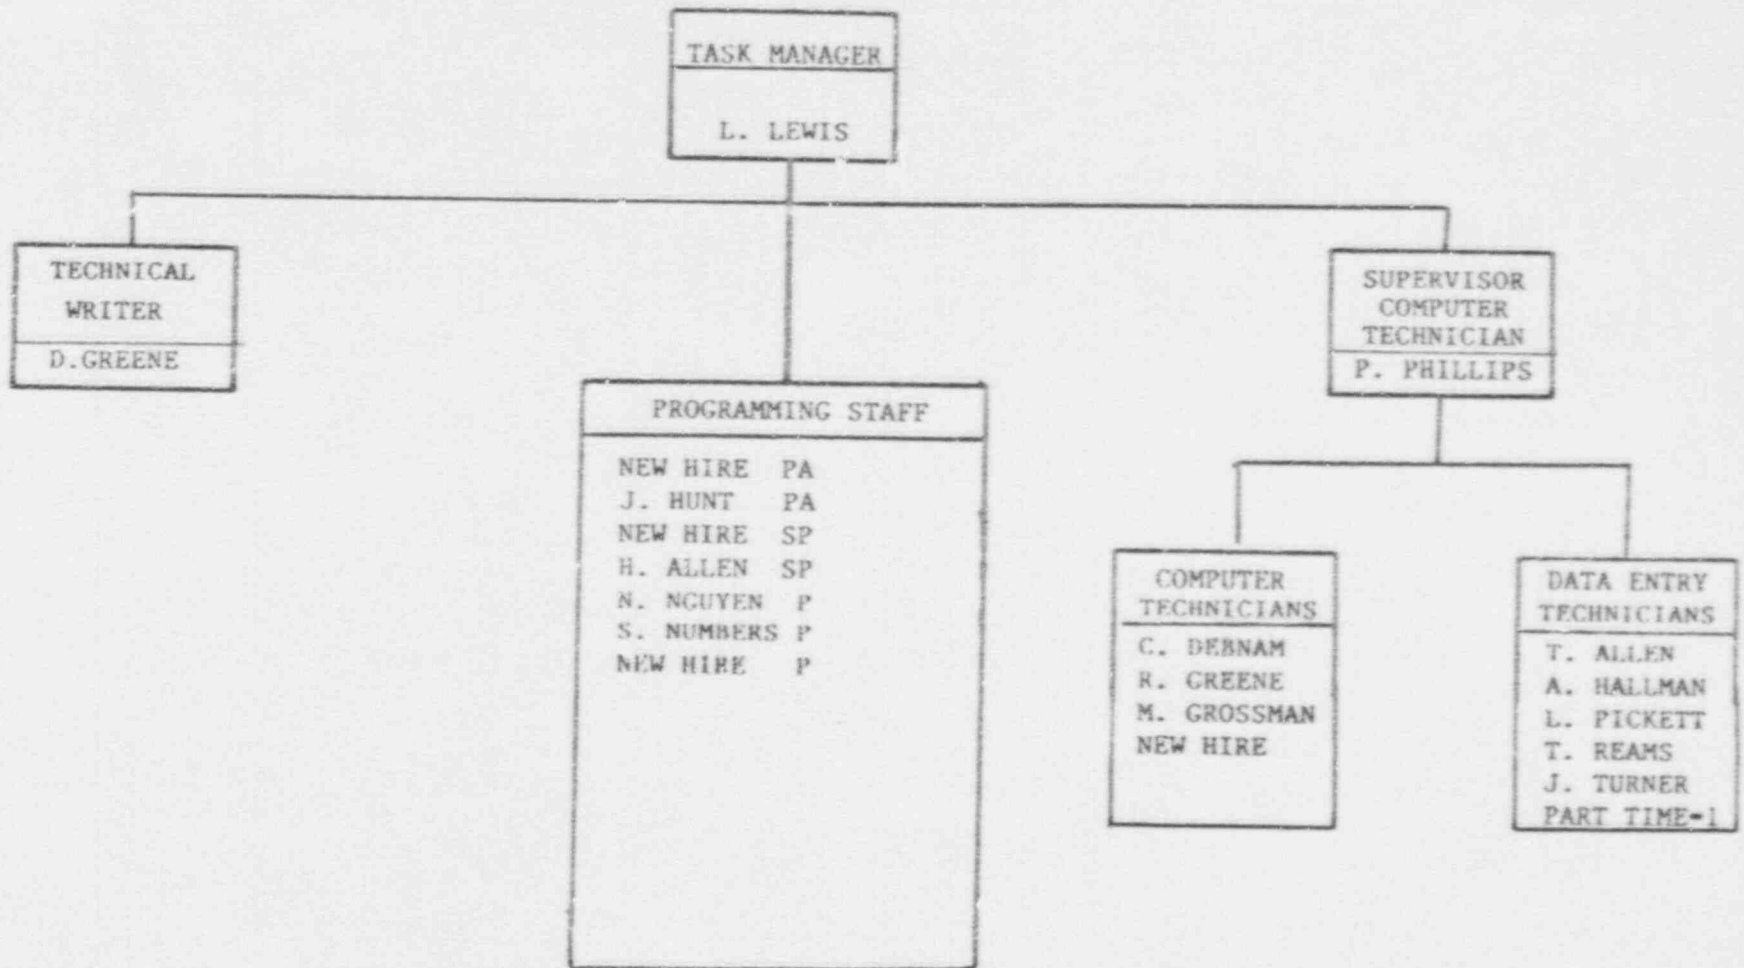 TASK MANAGER
L. LEWIS
TECHNICAL
WRITER
D.GREENE
SUPERVISOR
COMPUTER
TECHNICIAN
P. PHILLIPS
PROGRAMMING STAFF
NEW HIRE PA
J. HUNT PA
NEW HIRE SP
H. ALLEN SP
N. NGUYEN P
S. NUMBERS P
NEW HIRE P
COMPUTER
TECHNICIANS
C. DEBNAM
R. GREENE
M. GROSSMAN
NEW HIRE
DATA ENTRY
TECHNICIANS
T. ALLEN
A. HALLMAN
L. PICKETT
T. REAMS
J. TURNER
PART TIME-1